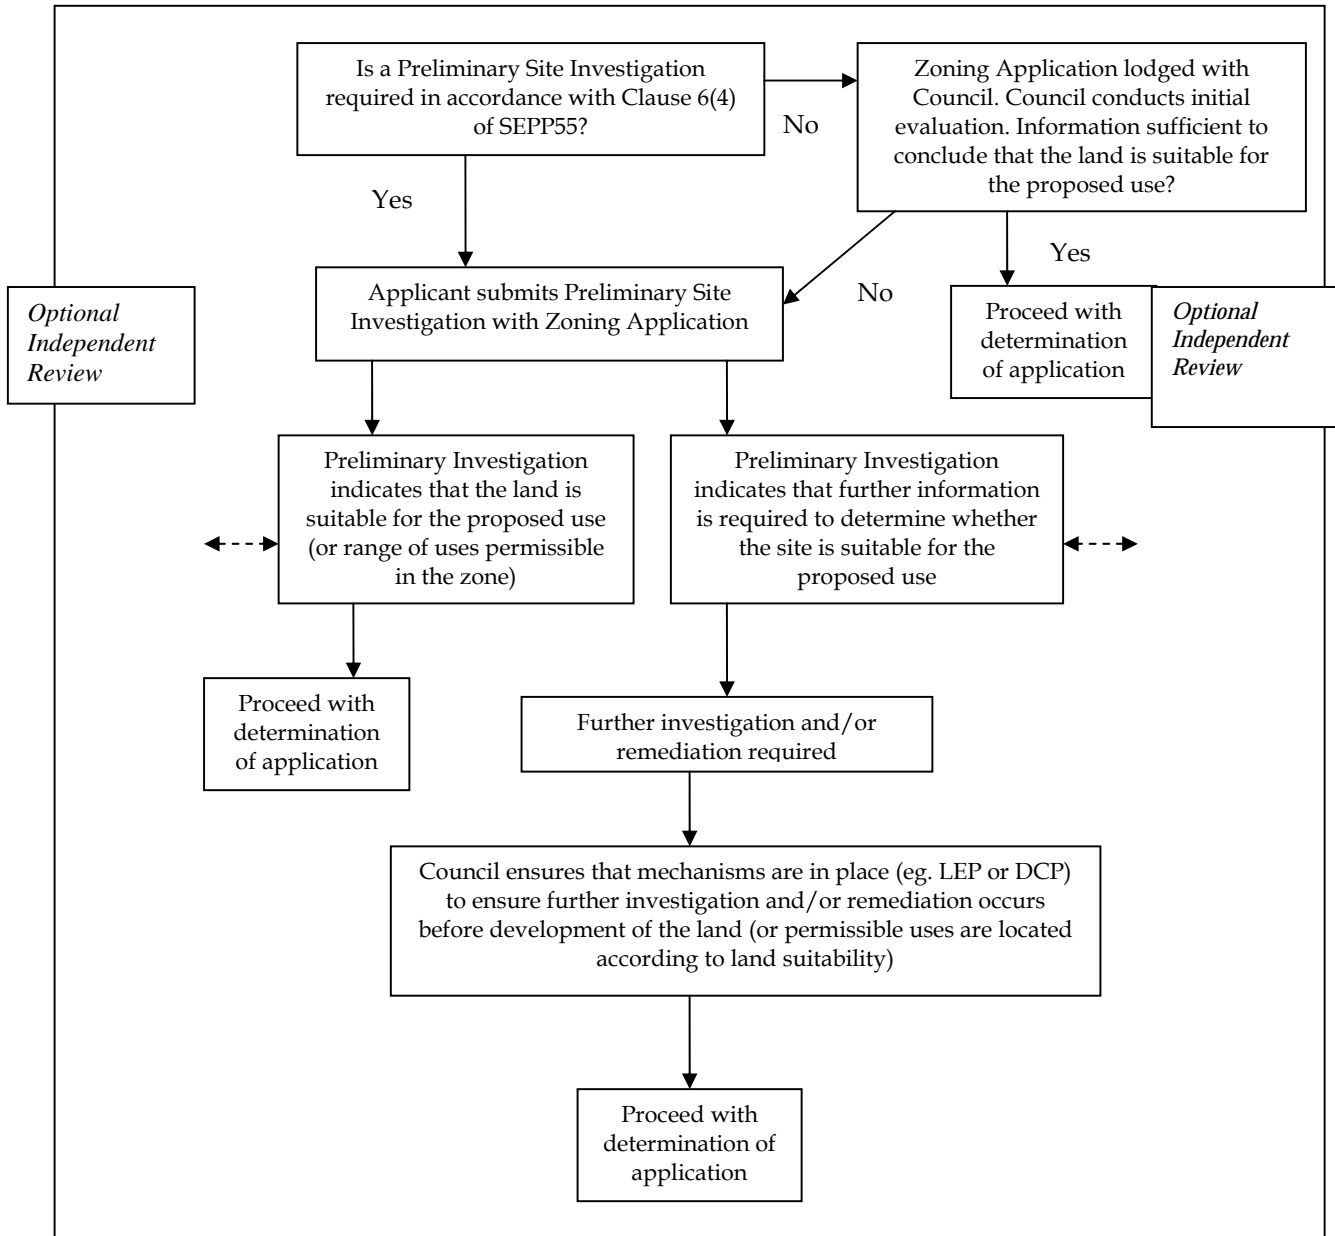 Is a Preliminary Site Investigation
required in accordance with Clause 6(4)
of SEPP55?
Zoning Application lodged with
Council. Council conducts initial
evaluation. Information sufficient to
conclude that the land is suitable for
the proposed use?
No
Yes
Yes
No
Applicant submits Preliminary Site
Investigation with Zoning Application
Optional
Independent
Review
Proceed with
determination
of application
Optional
Independent
Review
Preliminary Investigation
indicates that the land is
suitable for the proposed use
(or range of uses permissible
in the zone)
Preliminary Investigation
indicates that further information
is required to determine whether
the site is suitable for the
proposed use
Proceed with
determination
of application
Further investigation and/or
remediation required
Council ensures that mechanisms are in place (eg. LEP or DCP)
to ensure further investigation and/or remediation occurs
before development of the land (or permissible uses are located
according to land suitability)
Proceed with
determination of
application